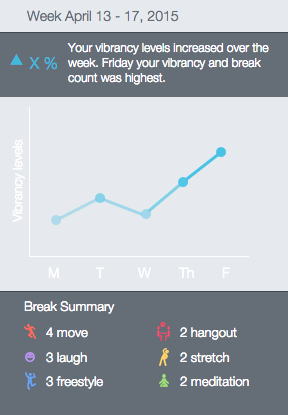 Week April 13 - 17, 2015
X %
Your vibrancy levels increased over the
week. Friday your vibrancy and break
count was highest.
Vibrancy levels
M T W Th F
Break Summary
4 move
2 hangout
3 laugh
2 stretch
3 freestyle
2 meditation